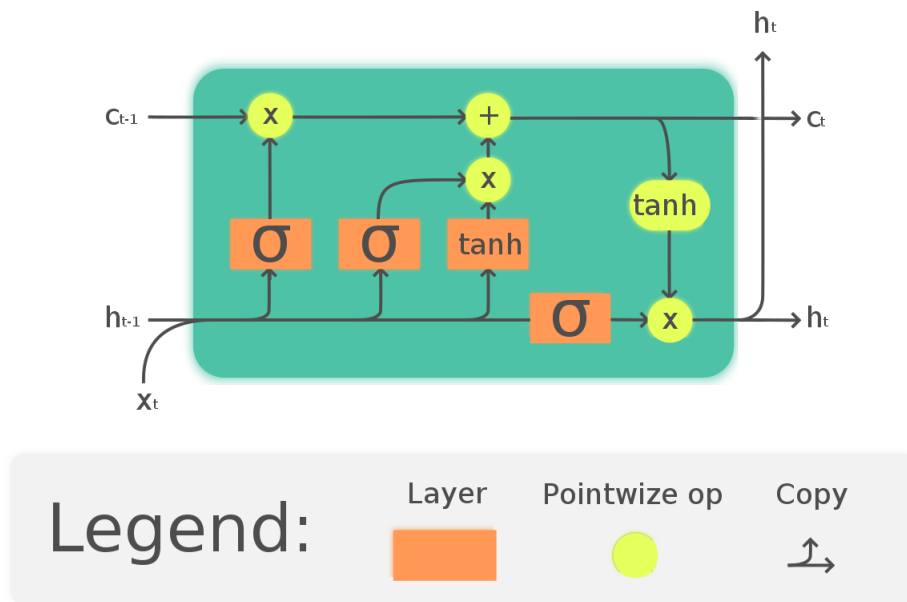 ht
Ct-1
x
+
Ct
x
tanh
σ
σ
tanh
ht-1
σ
x
ht
Xt
Legend:
Layer
Pointwize op
Copy